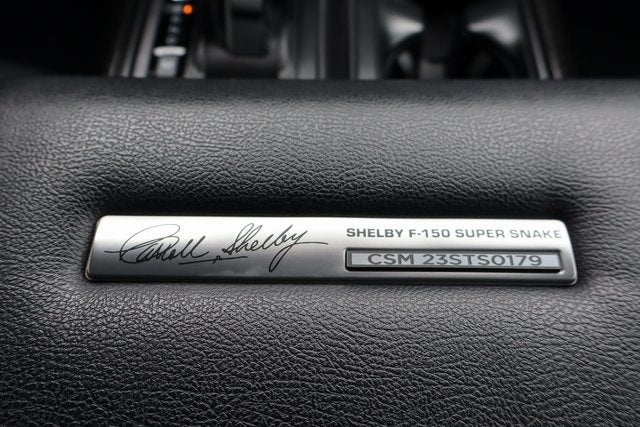 Carroll Shelby
SHELBY F-150 SUPER SNAKE
CSM 23STS0179